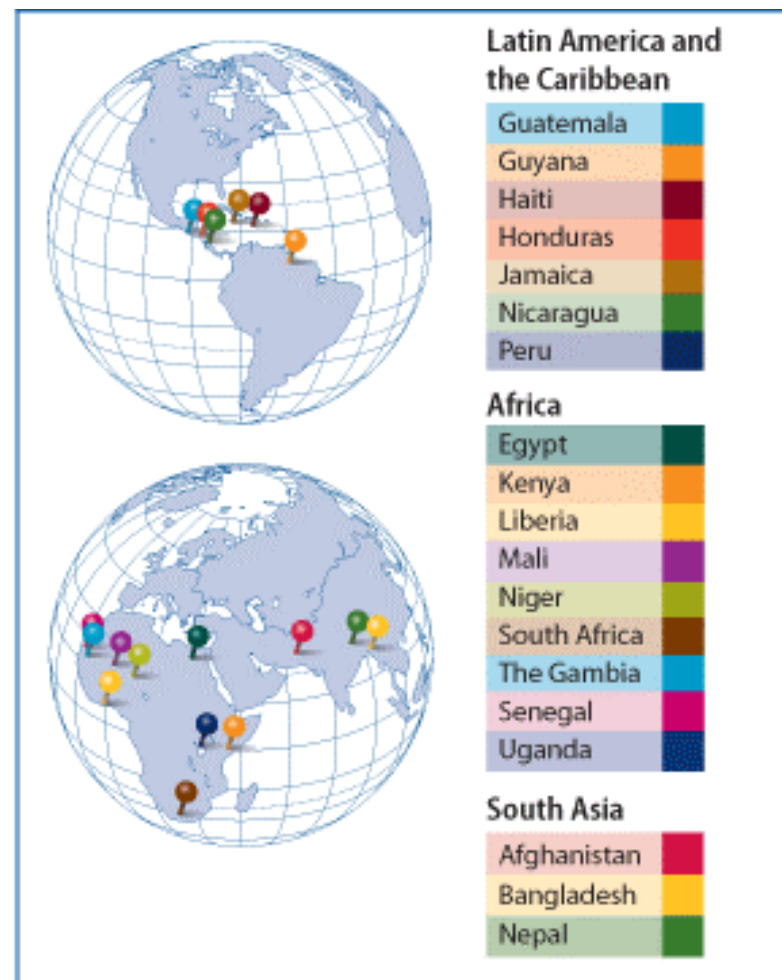 Latin America and
the Caribbean
Guatemala
Guyana
Haiti
Honduras
Jamaica
Nicaragua
Peru
Africa
Egypt
Kenya
Liberia
Mali
Niger
South Africa
The Gambia
Senegal
Uganda
South Asia
Afghanistan
Bangladesh
Nepal